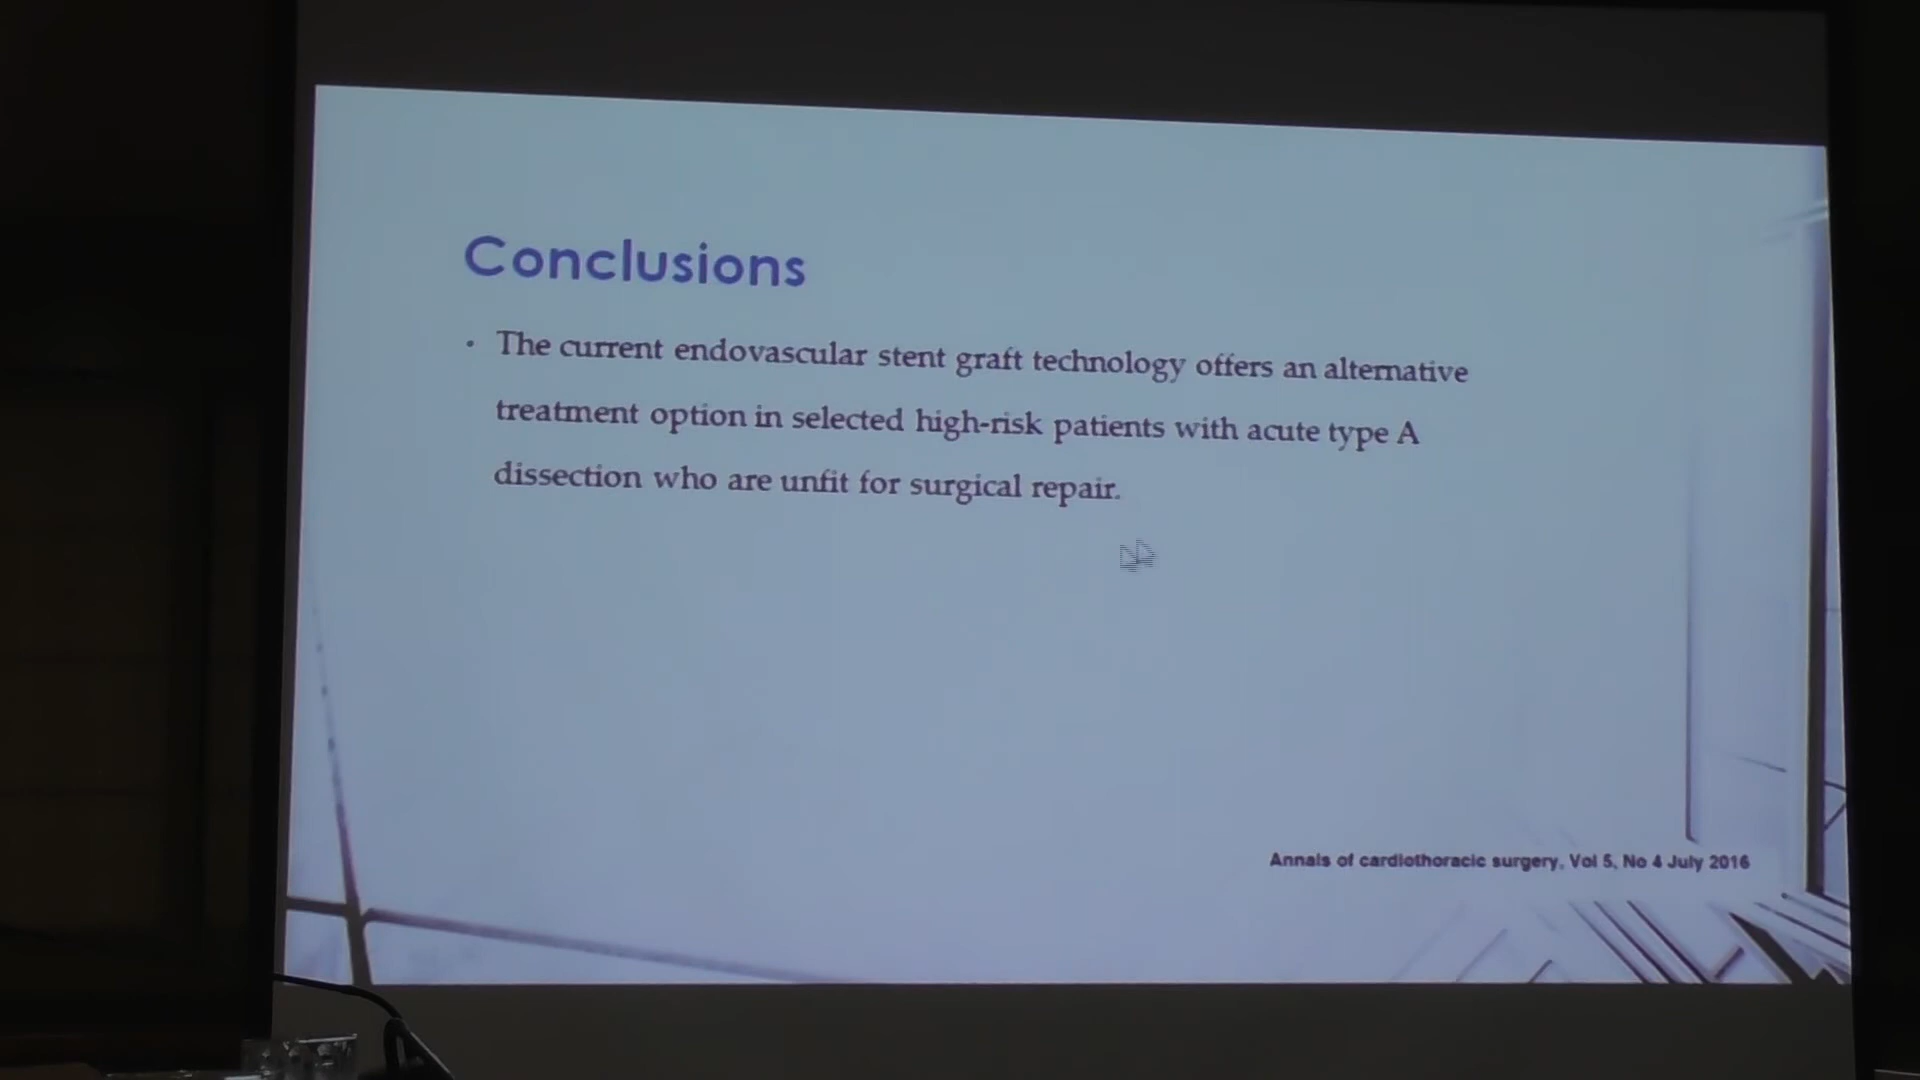 Conclusions
• The current endovascular stent graft technology offers an alternative
treatment option in selected high-risk patients with acute type A
dissection who are unfit for surgical repair.
Annals of cardiothoracic surgery, Vol 5, No 4 July 2016